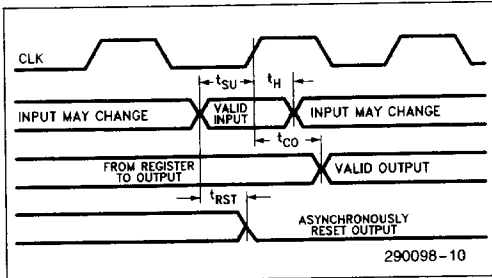 CLK
tSU
tH
INPUT MAY CHANGE
VALID
INPUT
INPUT MAY CHANGE
tCO
FROM REGISTER
TO OUTPUT
VALID OUTPUT
tRST
ASYNCHRONOUSLY
RESET OUTPUT
290098-10